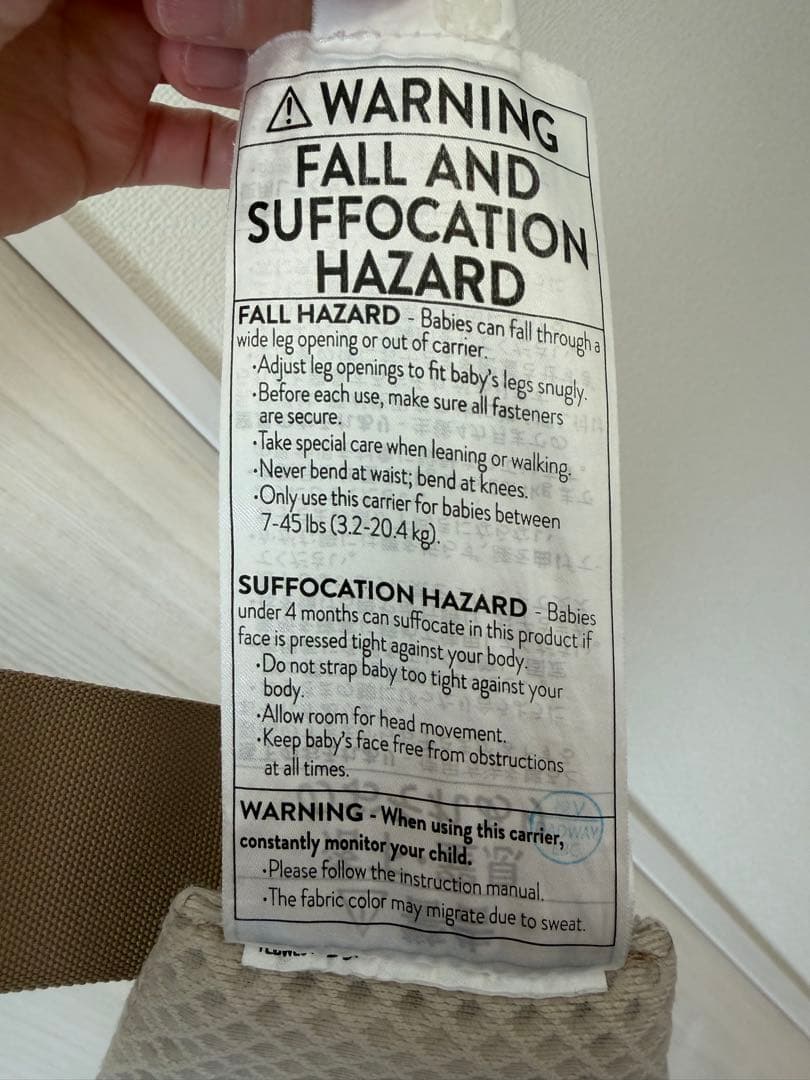 ⚠ WARNING
FALL AND
SUFFOCATION
HAZARD
FALL HAZARD - Babies can fall through a
wide leg opening or out of carrier.
·Adjust leg openings to fit baby's legs snugly.
·Before each use, make sure all fasteners
are secure.
·Take special care when leaning or walking.
·Never bend at waist; bend at knees.
·Only use this carrier for babies between
7-45 lbs (3.2-20.4 kg).
SUFFOCATION HAZARD - Babies
under 4 months can suffocate in this product if
face is pressed tight against your body.
·Do not strap baby too tight against your
body.
·Allow room for head movement.
·Keep baby's face free from obstructions
at all times.
WARNING - When using this carrier,
constantly monitor your child.
·Please follow the instruction manual.
·The fabric color may migrate due to sweat.